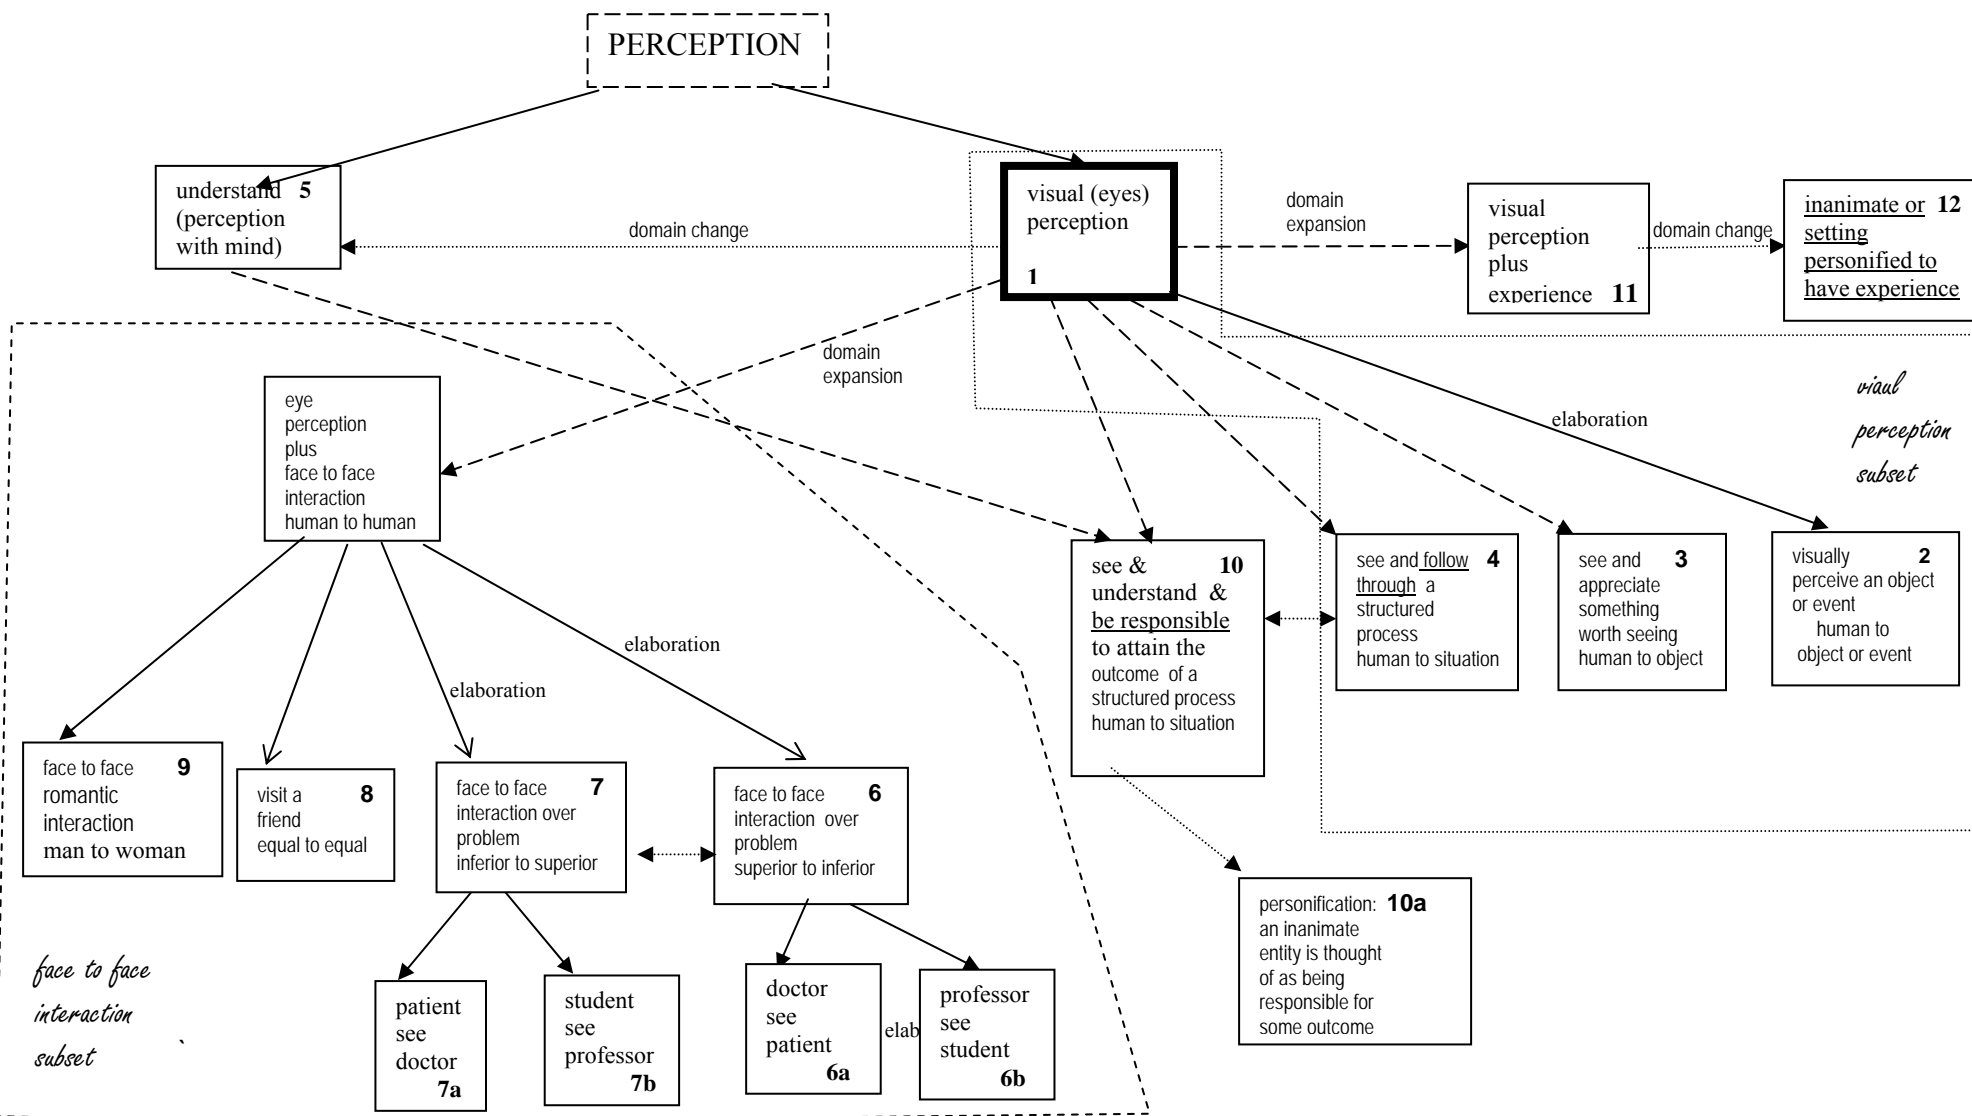 PERCEPTION
understand 5
(perception
with mind)
domain change
visual (eyes)
perception
1
domain
expansion
visual
perception
plus
experience 11
domain change
inanimate or 12
setting
personified to
have experience
domain
expansion
eye
perception
plus
face to face
interaction
human to human
elaboration
viaul
perception
subset
see & 10
understand &
be responsible
to attain the
outcome of a
structured process
human to situation
see and follow 4
through a
structured
process
human to situation
see and 3
appreciate
something
worth seeing
human to object
visually 2
perceive an object
or event
human to
object or event
elaboration
elaboration
face to face 9
romantic
interaction
man to woman
visit a 8
friend
equal to equal
face to face 7
interaction over
problem
inferior to superior
face to face 6
interaction over
problem
superior to inferior
personification: 10a
an inanimate
entity is thought
of as being
responsible for
some outcome
face to face
interaction
subset
patient
see
doctor
7a
student
see
professor
7b
doctor
see
patient
6a
elab
professor
see
student
6b